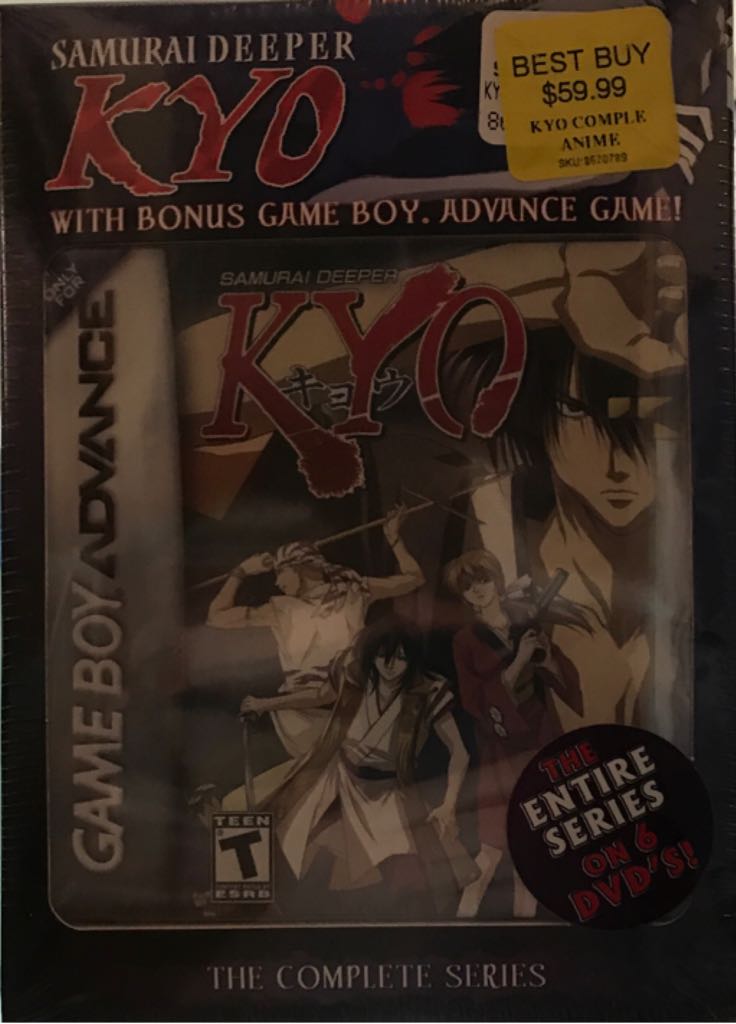 SAMURAI DEEPER
KYO
BEST BUY
$59.99
KYO COMPLE
ANIME
WITH BONUS GAME BOY. ADVANCE GAME!
ONLY
FOR
GAME BOY ADVANCE
SAMURAI DEEPER
KYO
キョウ
TEEN
T
ESRB
THE
ENTIRE
SERIES
ON 6
DVD'S!
THE COMPLETE SERIES